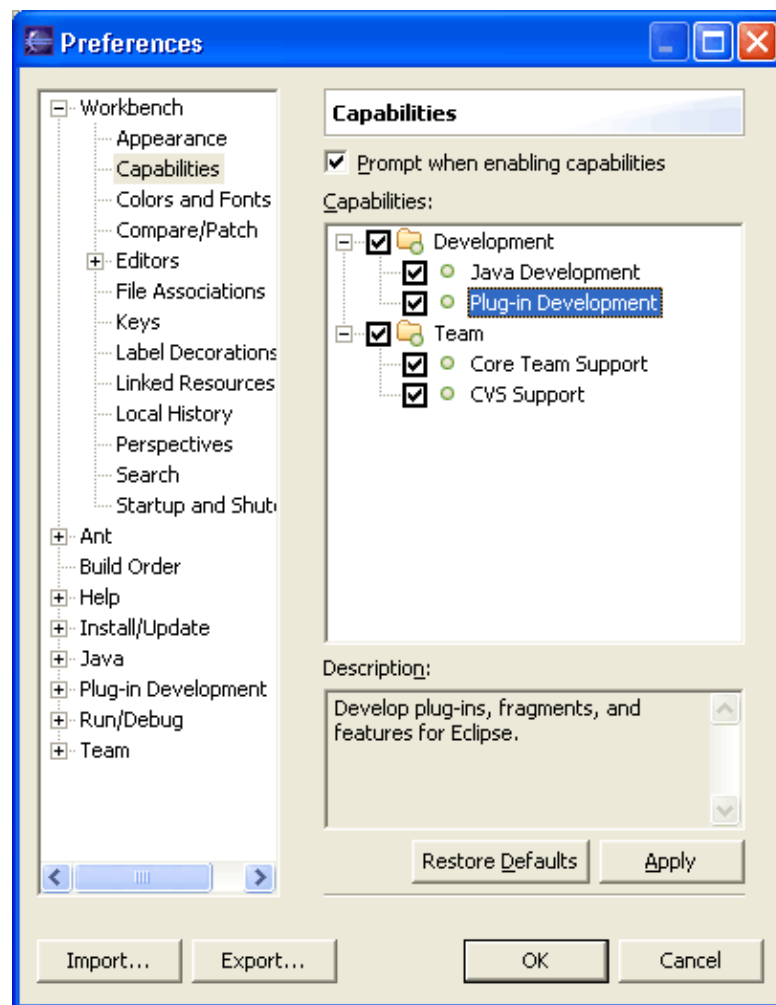 Preferences
Workbench
Appearance
Capabilities
Colors and Fonts
Compare/Patch
Editors
File Associations
Keys
Label Decorations
Linked Resources
Local History
Perspectives
Search
Startup and Shut
Ant
Build Order
Help
Install/Update
Java
Plug-in Development
Run/Debug
Team
Capabilities
Prompt when enabling capabilities
Capabilities:
Development
Java Development
Plug-in Development
Team
Core Team Support
CVS Support
Description:
Develop plug-ins, fragments, and
features for Eclipse.
Restore Defaults
Apply
Import...
Export...
OK
Cancel